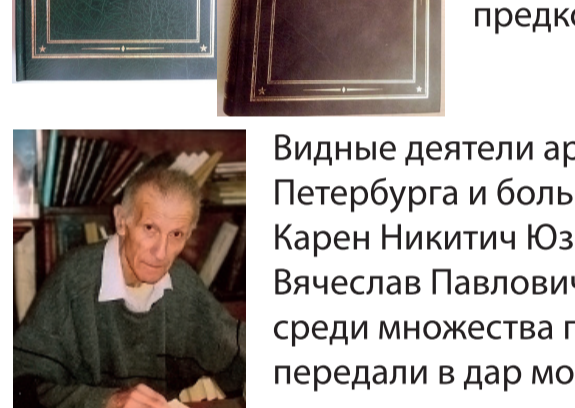 предко
Видные деятели ар
Петербурга и боль
Карен Никитич Юз
Вячеслав Павлович
среди множества п
передали в дар мо